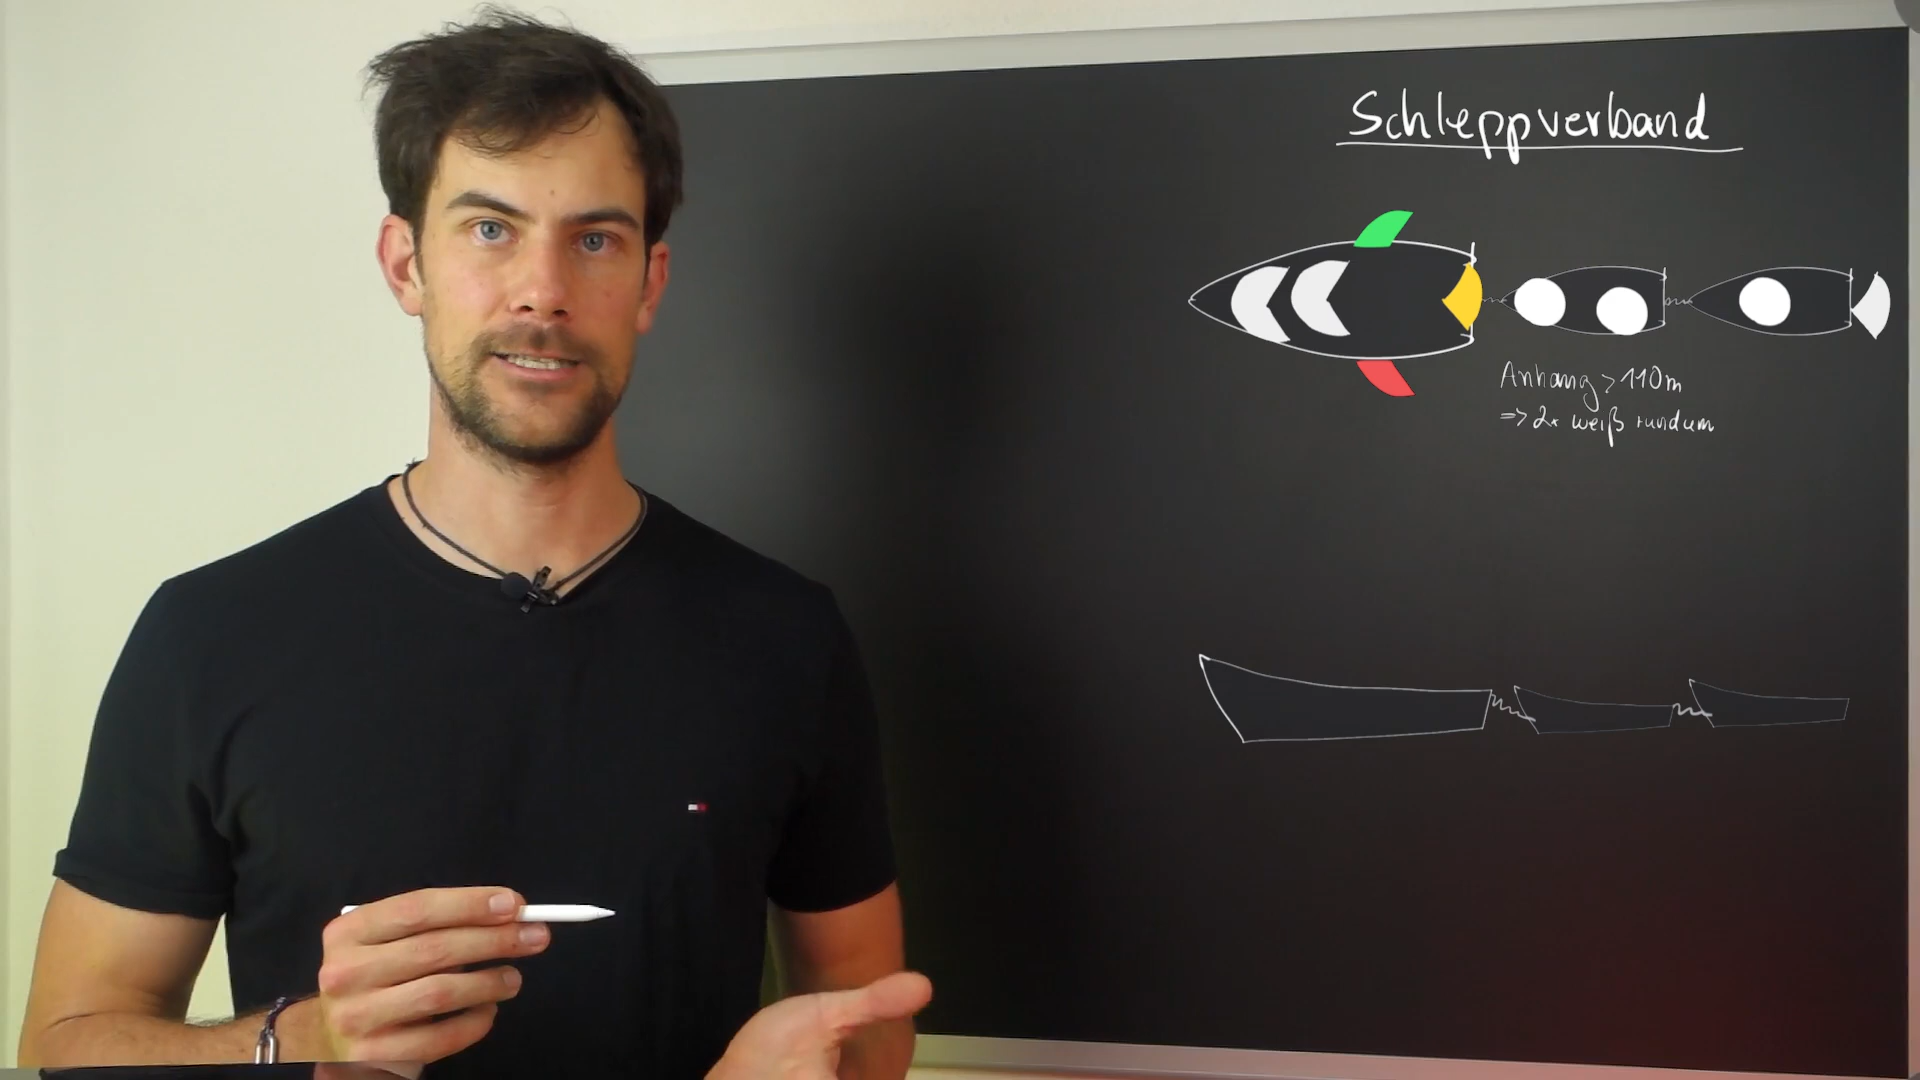 Schleppverband
Anhang > 110m
=> 2x weiß rundum